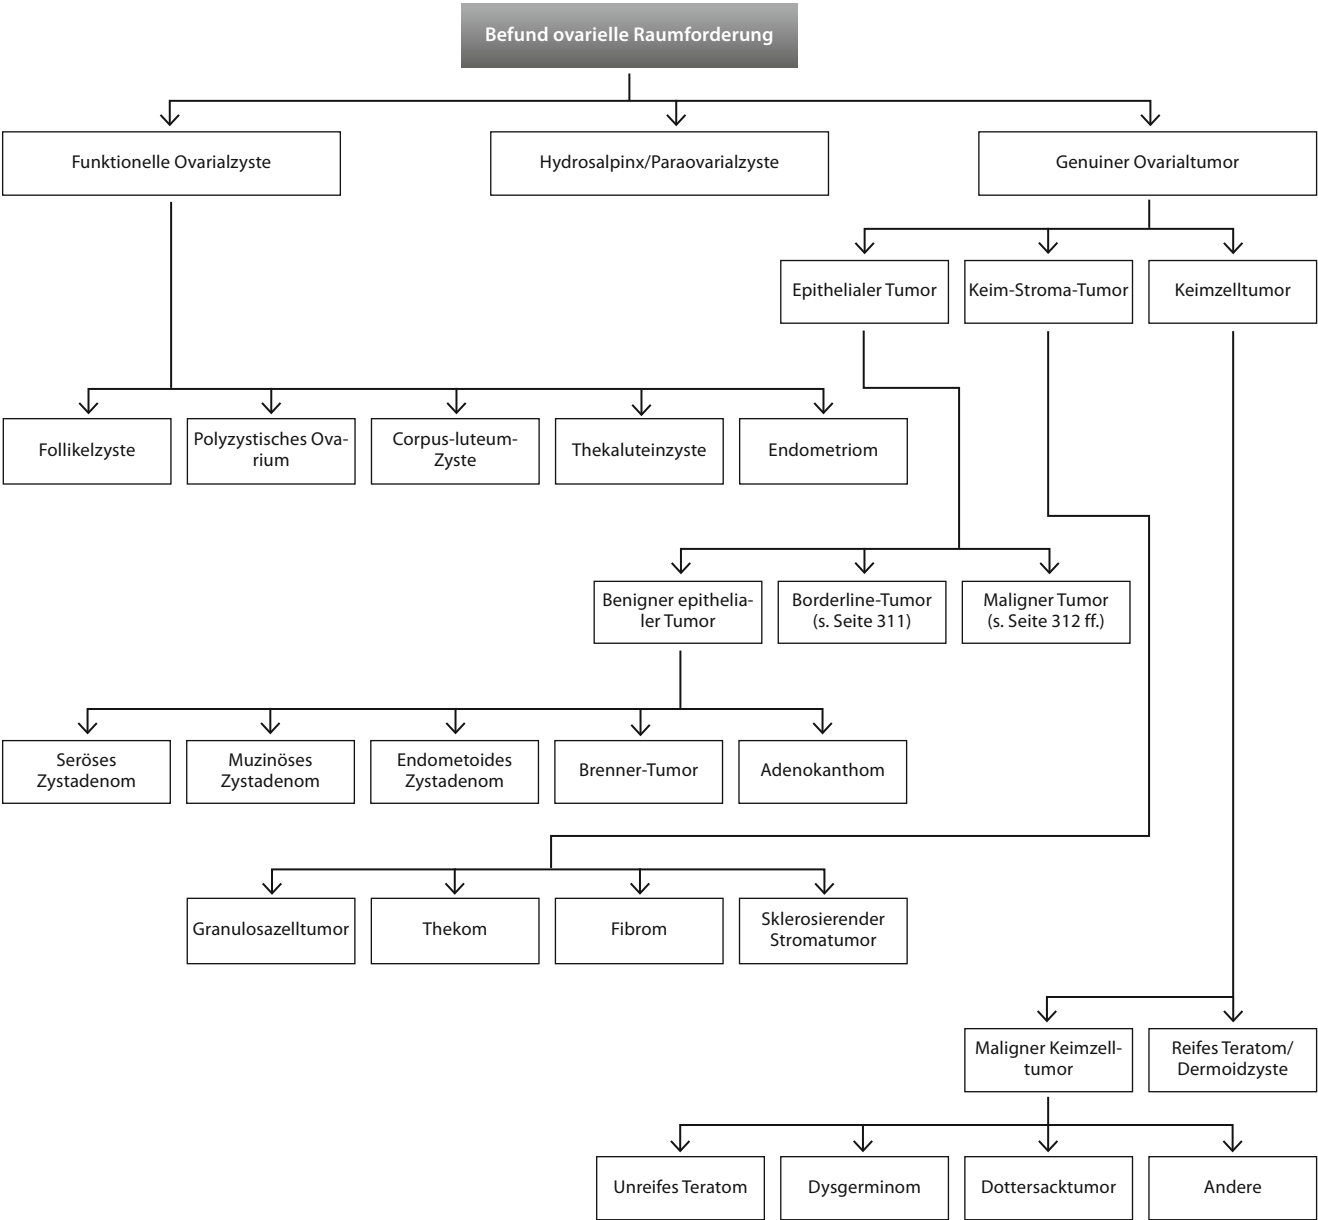 Befund ovarielle Raumforderung
Funktionelle Ovarialzyste
Hydrosalpinx/Paraovarialzyste
Genuiner Ovarialtumor
Epithelialer Tumor
Keim-Stroma-Tumor
Keimzelltumor
Follikelzyste
Polyzystisches Ova-
rium
Corpus-luteum-
Zyste
Thekaluteinzyste
Endometriom
Benigner epithelia-
ler Tumor
Borderline-Tumor
(s. Seite 311)
Maligner Tumor
(s. Seite 312 ff.)
Seröses
Zystadenom
Muzinöses
Zystadenom
Endometoides
Zystadenom
Brenner-Tumor
Adenokanthom
Granulosazelltumor
Thekom
Fibrom
Sklerosierender
Stromatumor
Maligner Keimzell-
tumor
Reifes Teratom/
Dermoidzyste
Unreifes Teratom
Dysgerminom
Dottersacktumor
Andere